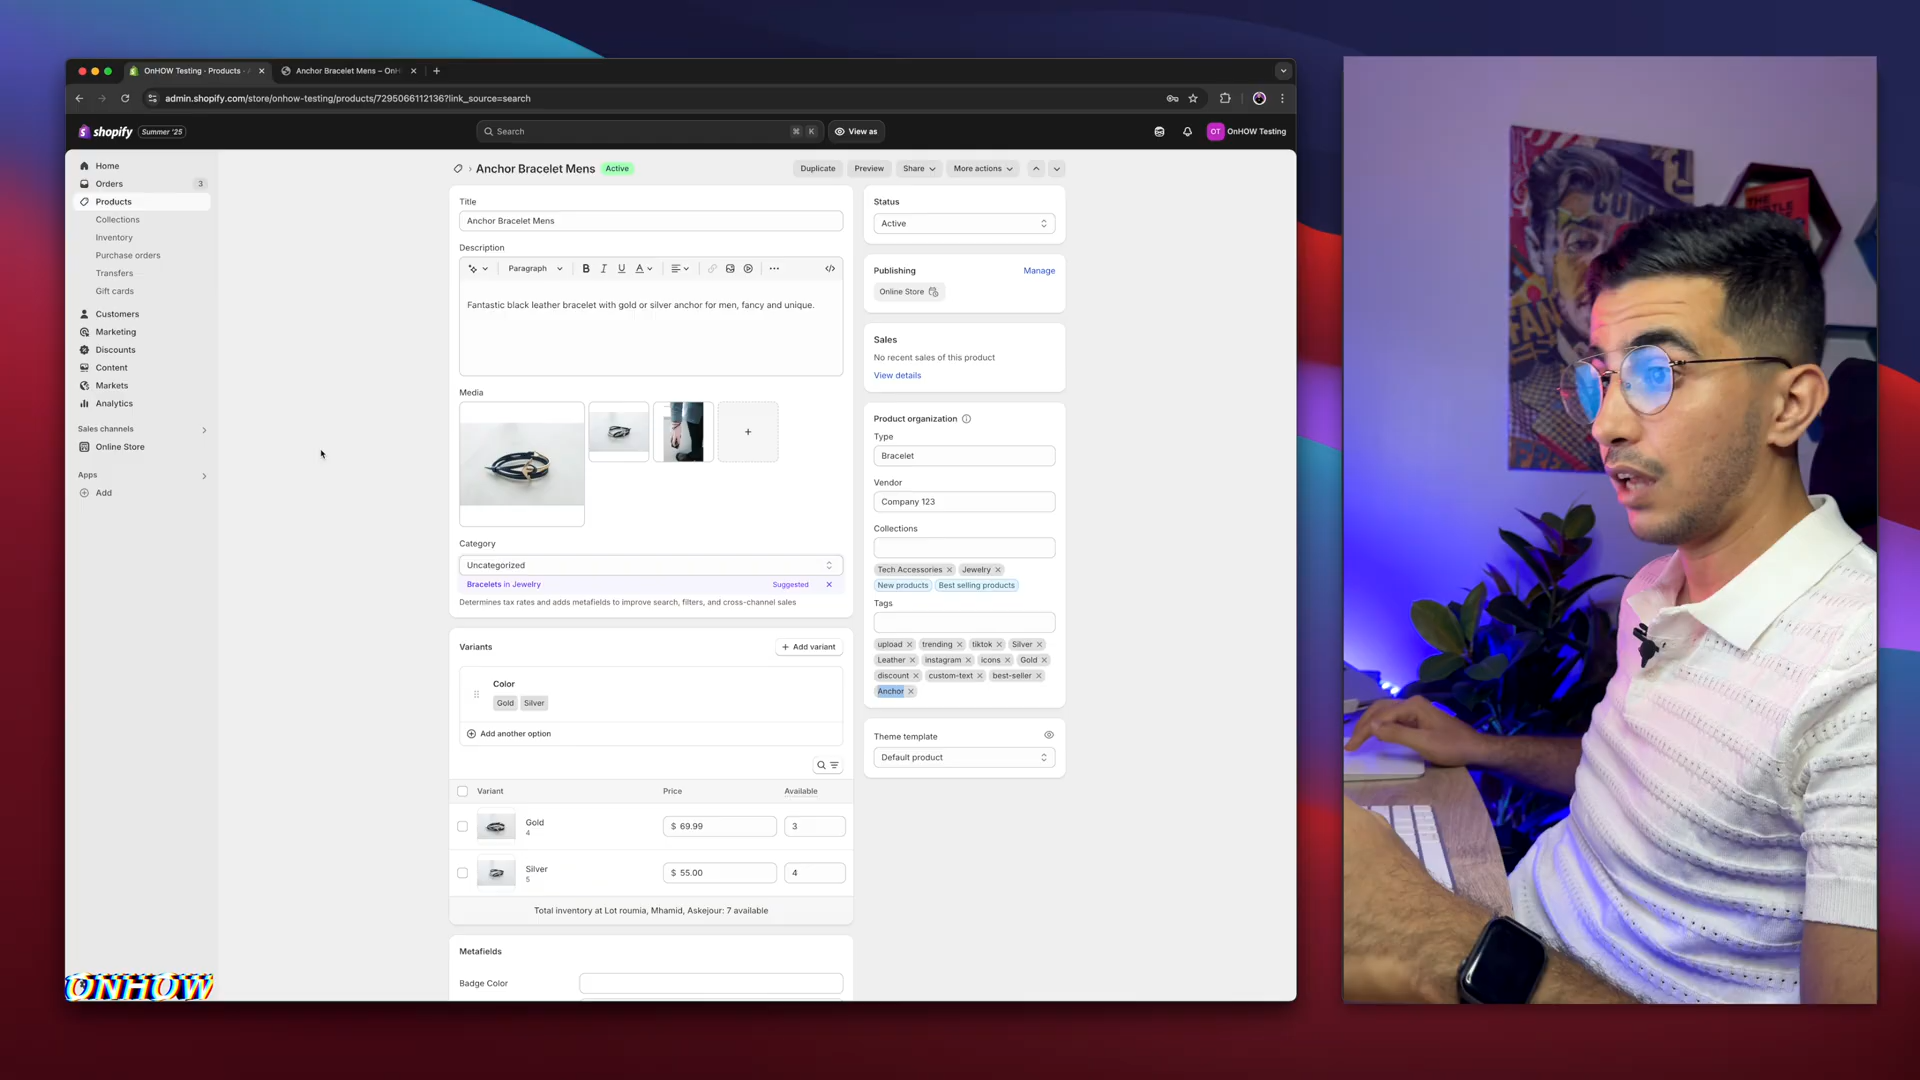 OnHOW Testing · Products ·
Anchor Bracelet Mens – OnH
admin.shopify.com/store/onhow-testing/products/7295066112136?link_source=search
shopify
Summer '25
Search
⌘ K
View as
OT
OnHOW Testing
Home
Orders
3
Products
Collections
Inventory
Purchase orders
Transfers
Gift cards
Customers
Marketing
Discounts
Content
Markets
Analytics
Sales channels
Online Store
Apps
Add
Anchor Bracelet Mens
Active
Duplicate
Preview
Share
More actions
Title
Anchor Bracelet Mens
Description
Paragraph
B I U A
Fantastic black leather bracelet with gold or silver anchor for men, fancy and unique.
Media
Category
Uncategorized
Bracelets in Jewelry
Suggested
Determines tax rates and adds metafields to improve search, filters, and cross-channel sales
Variants
Add variant
Color
Gold Silver
Add another option
Variant Price Available
Gold
4
$ 69.99
3
Silver
5
$ 55.00
4
Total inventory at Lot roumia, Mhamid, Askejour: 7 available
Metafields
Badge Color
Status
Active
Publishing
Manage
Online Store
Sales
No recent sales of this product
View details
Product organization
Type
Bracelet
Vendor
Company 123
Collections
Tech Accessories Jewelry
New products Best selling products
Tags
upload trending tiktok Silver
Leather instagram icons Gold
discount custom-text best-seller
Anchor
Theme template
Default product
ONHOW